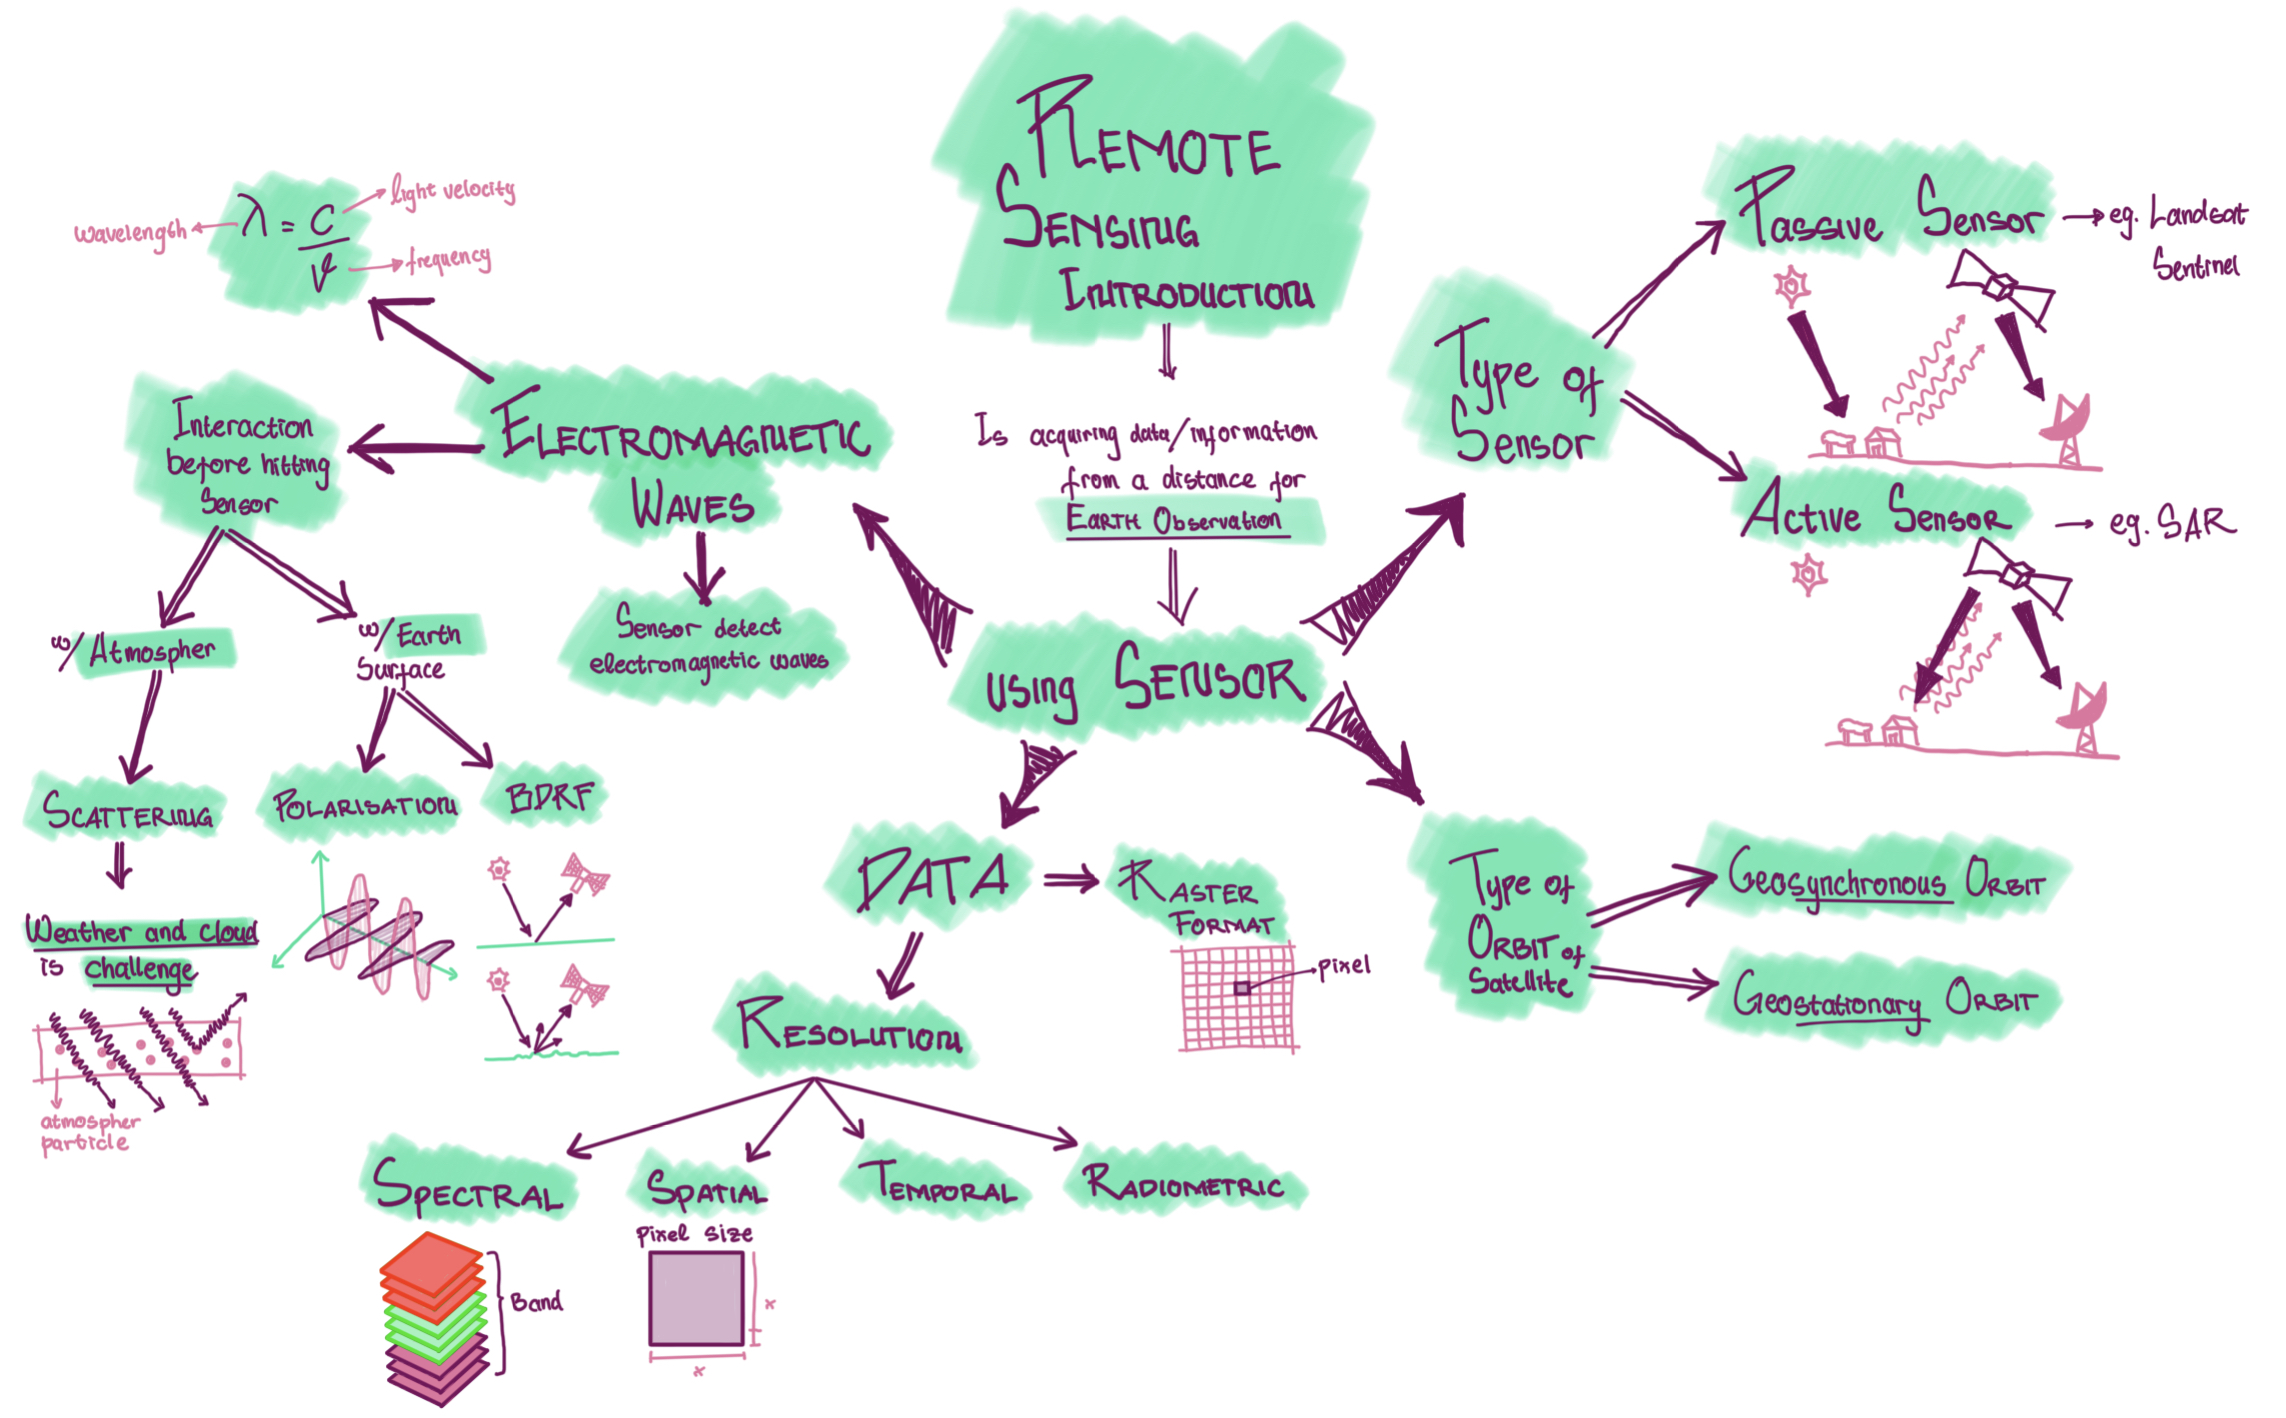 REMOTE
SENSING
INTRODUCTION
Is acquiring data/information
from a distance for
EARTH Observation
using SENSOR
ELECTROMAGNETIC
WAVES
λ = c
ν
wavelength
light velocity
frequency
Interaction
before hitting
Sensor
w/Atmospher
w/Earth
Surface
SCATTERING
POLARISATION
BDRF
Weather and cloud
is challenge
atmospher
particle
Sensor detect
electromagnetic waves
Type of
Sensor
PASSIVE SENSOR
eg. Landsat
Sentinel
ACTIVE SENSOR
eg. SAR
DATA
RASTER
FORMAT
pixel
RESOLUTION
SPECTRAL
Band
SPATIAL
Pixel size
x
x
TEMPORAL
RADIOMETRIC
Type of
ORBIT of
Satellite
Geosynchronous ORBIT
Geostationary ORBIT